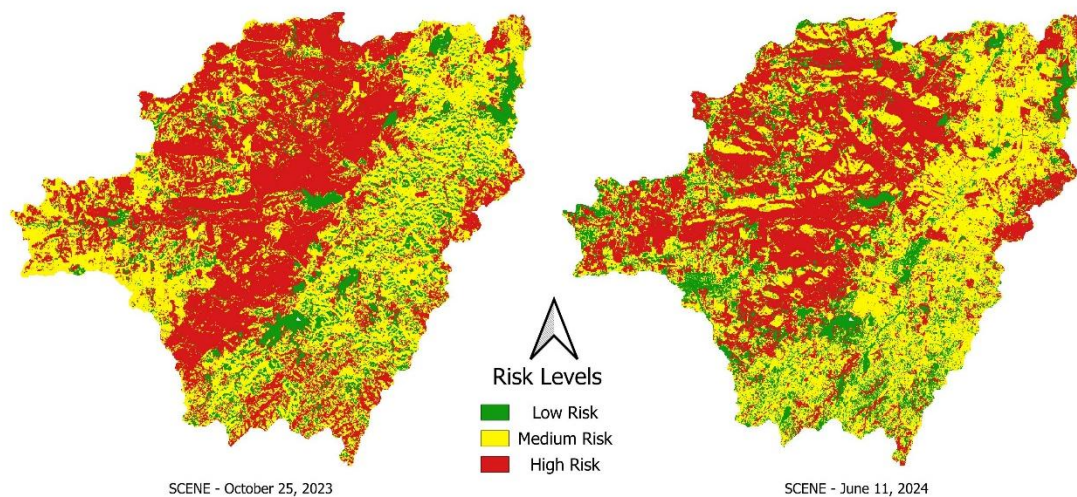 Risk Levels
Low Risk
Medium Risk
High Risk
SCENE - October 25, 2023
SCENE - June 11, 2024